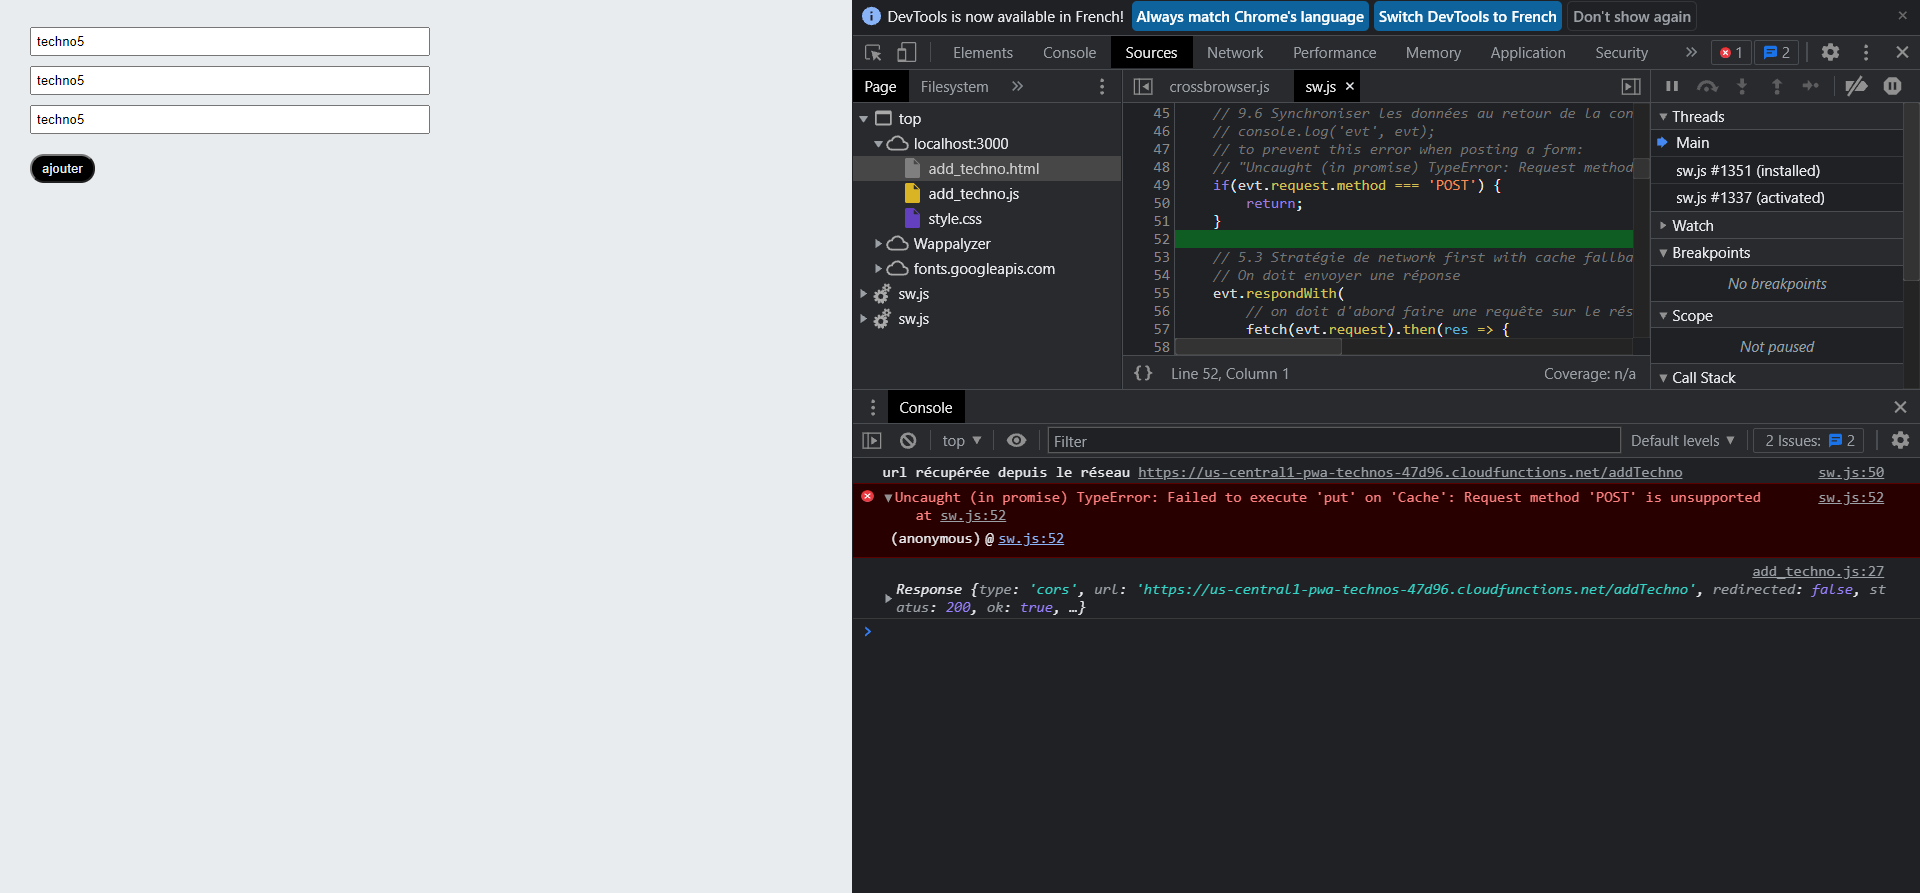 techno5
techno5
techno5
ajouter
DevTools is now available in French! Always match Chrome's language Switch DevTools to French Don't show again
Elements Console Sources Network Performance Memory Application Security » 1 2
Page Filesystem »
crossbrowser.js sw.js
top
localhost:3000
add_techno.html
add_techno.js
style.css
Wappalyzer
fonts.googleapis.com
sw.js
sw.js
45 // 9.6 Synchroniser les données au retour de la con
46 // console.log('evt', evt);
47 // to prevent this error when posting a form:
48 // "Uncaught (in promise) TypeError: Request method
49 if(evt.request.method === 'POST') {
50 return;
51 }
52
53 // 5.3 Stratégie de network first with cache fallba
54 // On doit envoyer une réponse
55 evt.respondWith(
56 // on doit d'abord faire une requête sur le rés
57 fetch(evt.request).then(res => {
58
{} Line 52, Column 1 Coverage: n/a
Threads
Main
sw.js #1351 (installed)
sw.js #1337 (activated)
Watch
Breakpoints
No breakpoints
Scope
Not paused
Call Stack
Console
top Filter Default levels 2 Issues: 2
url récupérée depuis le réseau https://us-central1-pwa-technos-47d96.cloudfunctions.net/addTechno sw.js:50
Uncaught (in promise) TypeError: Failed to execute 'put' on 'Cache': Request method 'POST' is unsupported sw.js:52
at sw.js:52
(anonymous) @ sw.js:52
add_techno.js:27
Response {type: 'cors', url: 'https://us-central1-pwa-technos-47d96.cloudfunctions.net/addTechno', redirected: false, st
atus: 200, ok: true, …}